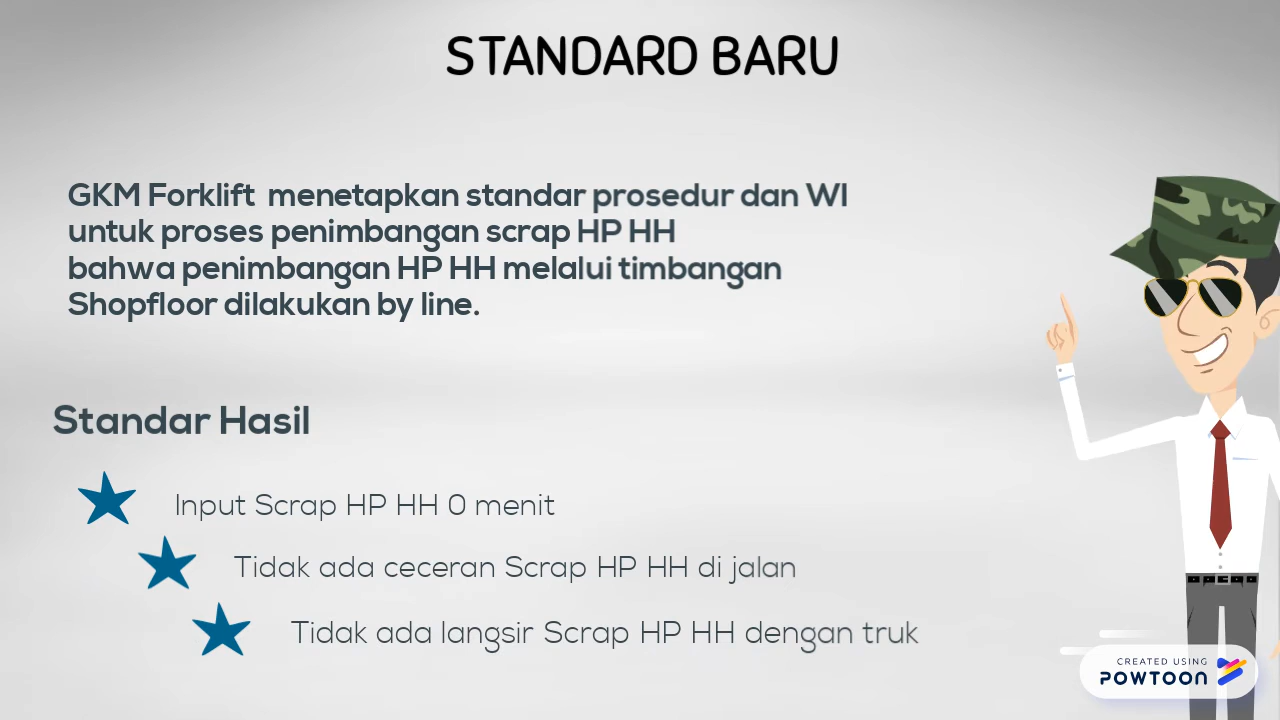 STANDARD BARU
GKM Forklift menetapkan standar prosedur dan WI
untuk proses penimbangan scrap HP HH
bahwa penimbangan HP HH melalui timbangan
Shopfloor dilakukan by line.
Standar Hasil
Input Scrap HP HH 0 menit
Tidak ada ceceran Scrap HP HH di jalan
Tidak ada langsir Scrap HP HH dengan truk
CREATED USING
POWTOON